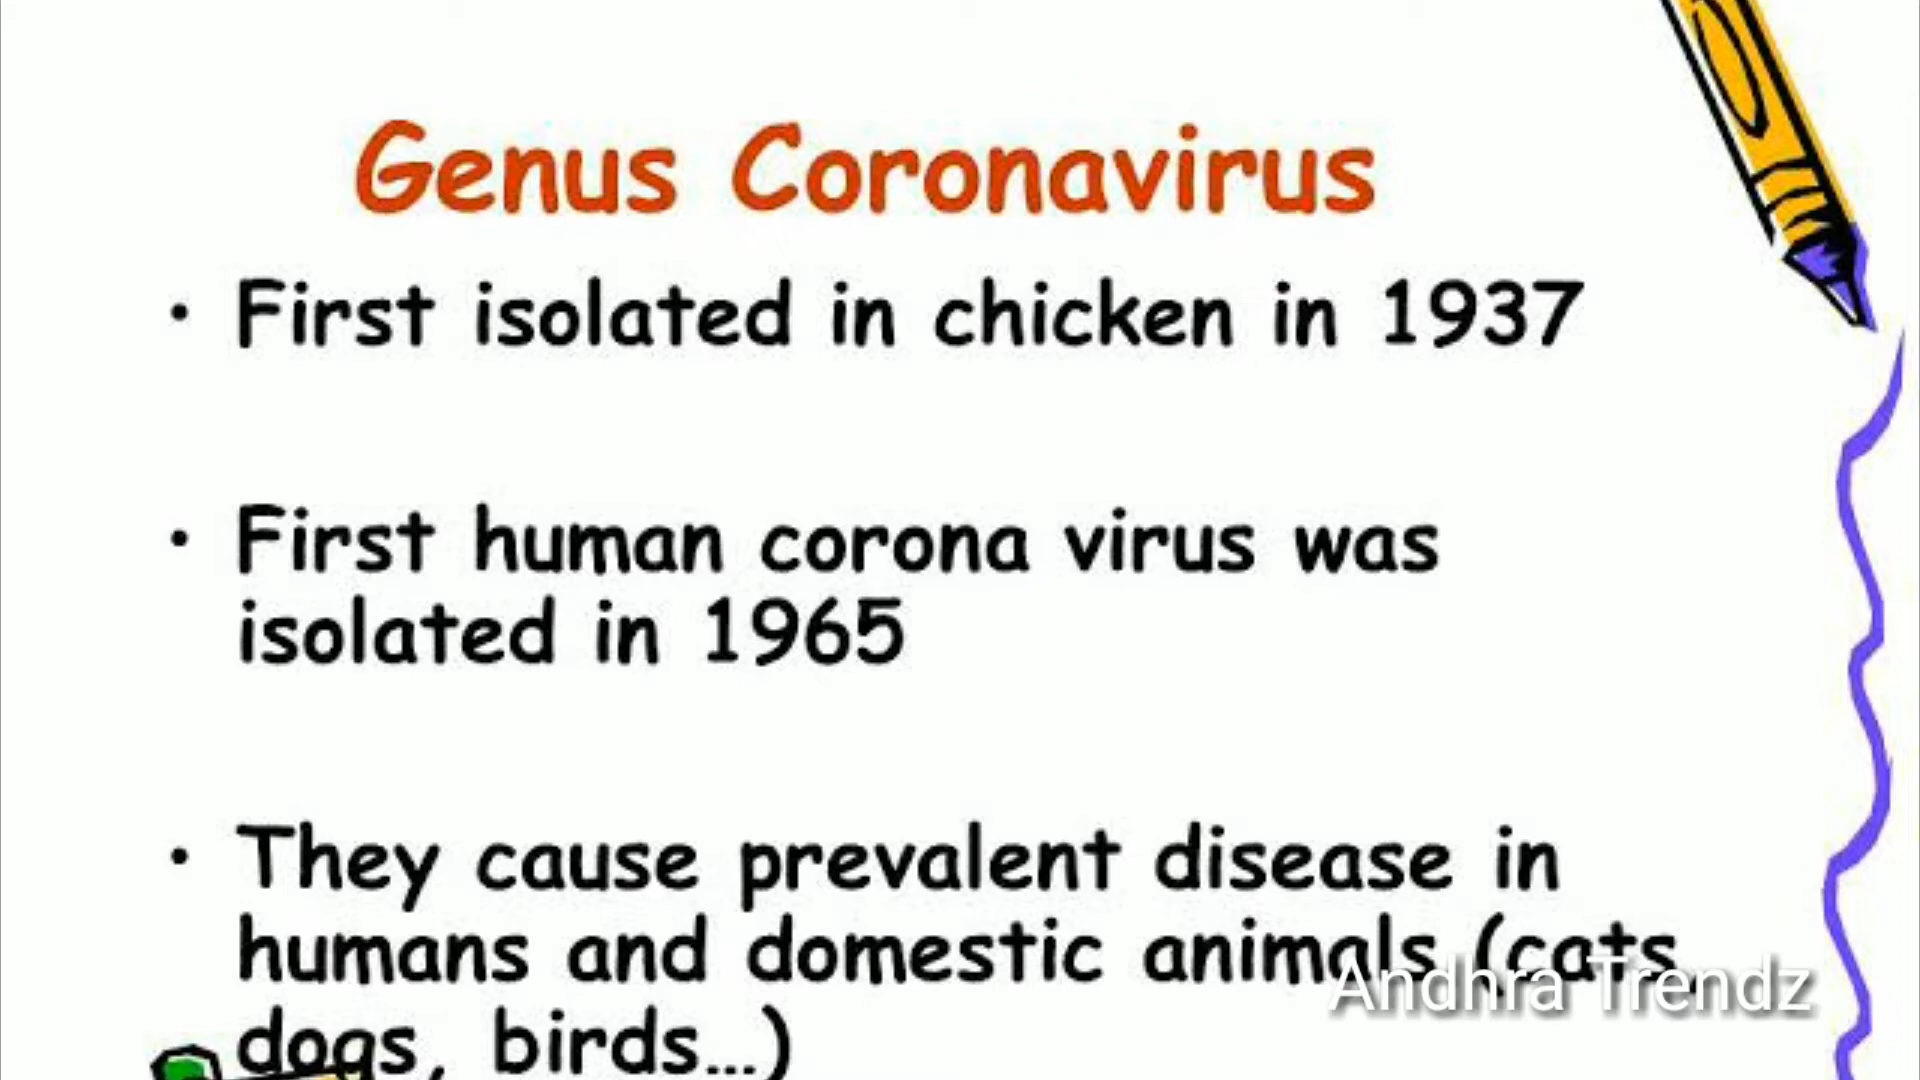 Genus Coronavirus
• First isolated in chicken in 1937
• First human corona virus was
isolated in 1965
• They cause prevalent disease in
humans and domestic animals (cats,
dogs, birds...)
Andhra Trendz